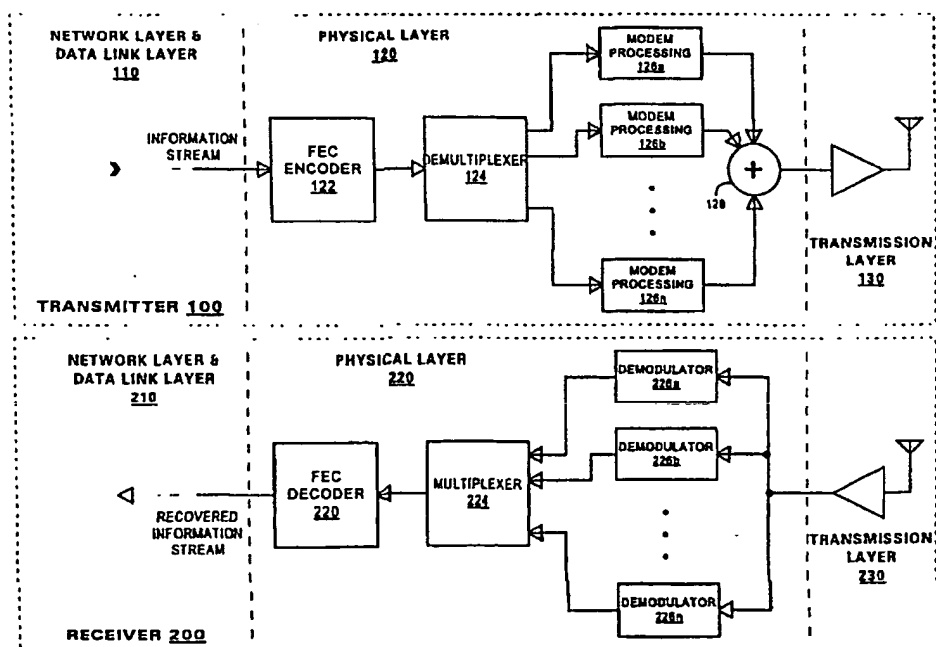 NETWORK LAYER &
DATA LINK LAYER
110
PHYSICAL LAYER
120
MODEM
PROCESSING
126a
INFORMATION
STREAM
FEC
ENCODER
122
DEMULTIPLEXER
124
MODEM
PROCESSING
126b
+
128
MODEM
PROCESSING
126n
TRANSMISSION
LAYER
130
TRANSMITTER 100
NETWORK LAYER &
DATA LINK LAYER
210
PHYSICAL LAYER
220
DEMODULATOR
226a
DEMODULATOR
226b
FEC
DECODER
220
MULTIPLEXER
224
RECOVERED
INFORMATION
STREAM
DEMODULATOR
226n
TRANSMISSION
LAYER
230
RECEIVER 200